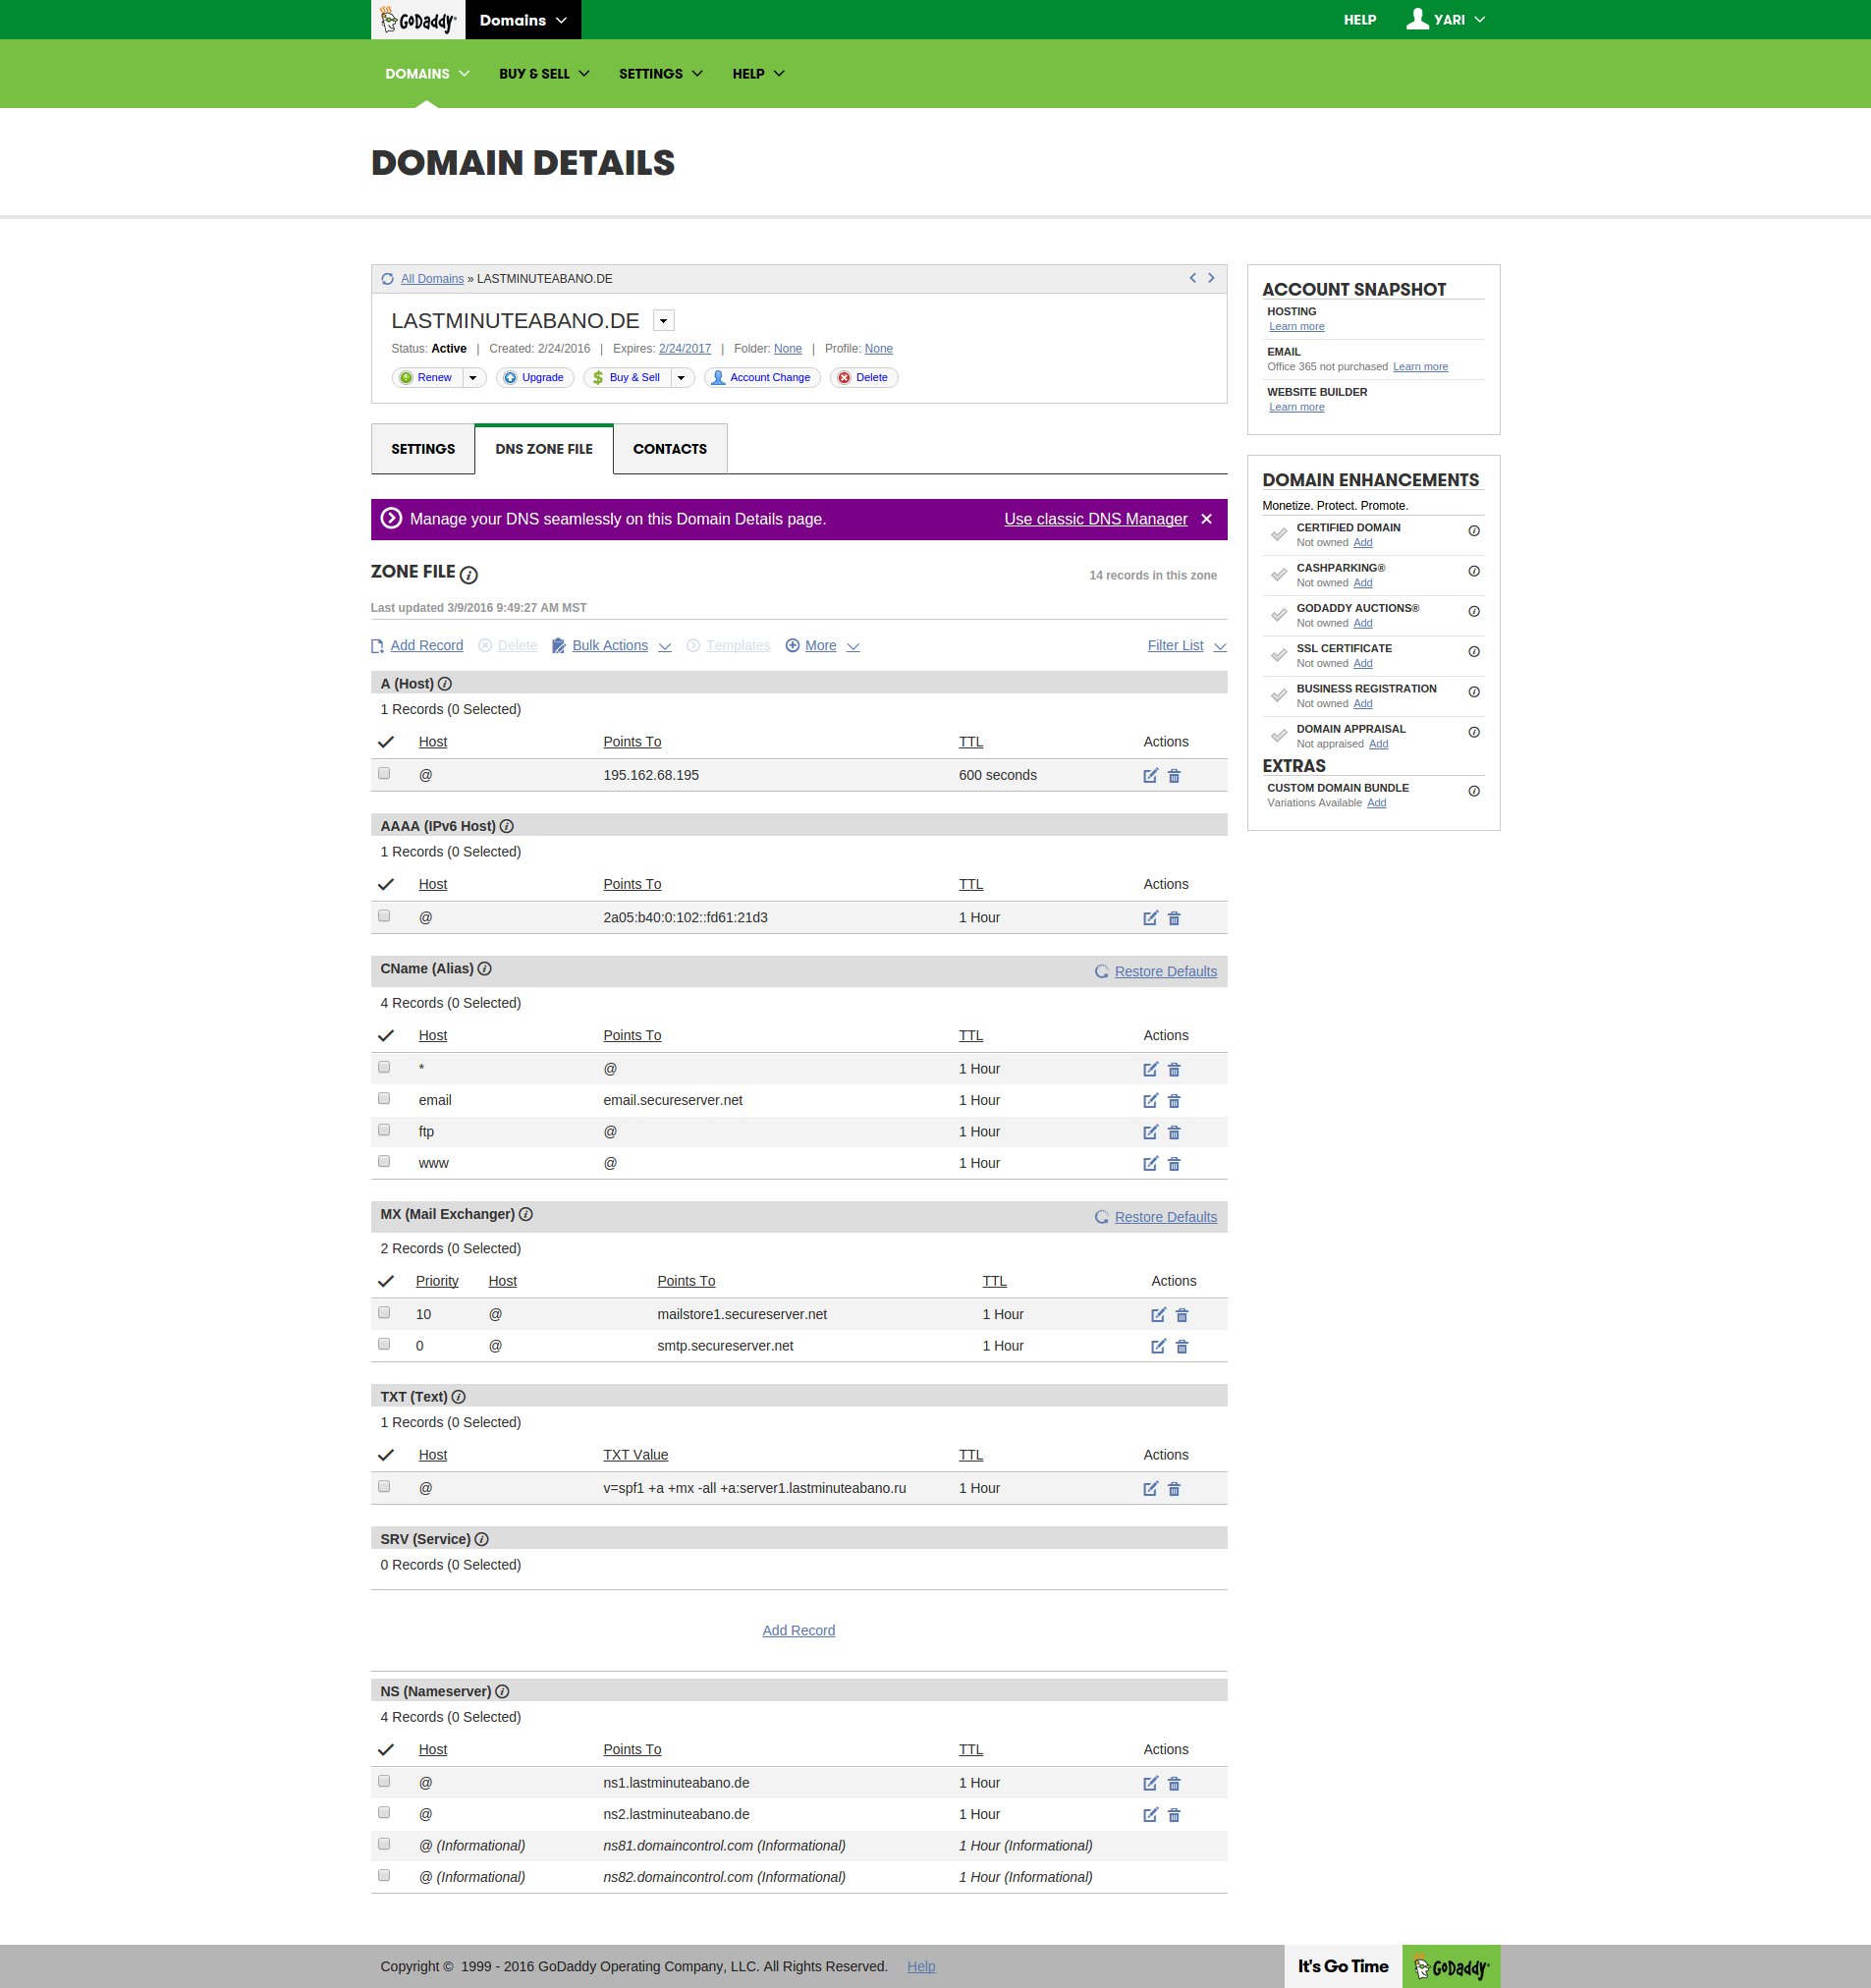 GoDaddy Domains HELP YARI
DOMAINS BUY & SELL SETTINGS HELP
DOMAIN DETAILS
All Domains » LASTMINUTEABANO.DE
LASTMINUTEABANO.DE
Status: Active | Created: 2/24/2016 | Expires: 2/24/2017 | Folder: None | Profile: None
Renew Upgrade Buy & Sell Account Change Delete
SETTINGS DNS ZONE FILE CONTACTS
Manage your DNS seamlessly on this Domain Details page. Use classic DNS Manager
ZONE FILE 14 records in this zone
Last updated 3/9/2016 9:49:27 AM MST
Add Record Delete Bulk Actions Templates More Filter List
A (Host)
1 Records (0 Selected)
Host Points To TTL Actions
@ 195.162.68.195 600 seconds
AAAA (IPv6 Host)
1 Records (0 Selected)
Host Points To TTL Actions
@ 2a05:b40:0:102::fd61:21d3 1 Hour
CName (Alias) Restore Defaults
4 Records (0 Selected)
Host Points To TTL Actions
* @ 1 Hour
email email.secureserver.net 1 Hour
ftp @ 1 Hour
www @ 1 Hour
MX (Mail Exchanger) Restore Defaults
2 Records (0 Selected)
Priority Host Points To TTL Actions
10 @ mailstore1.secureserver.net 1 Hour
0 @ smtp.secureserver.net 1 Hour
TXT (Text)
1 Records (0 Selected)
Host TXT Value TTL Actions
@ v=spf1 +a +mx -all +a:server1.lastminuteabano.ru 1 Hour
SRV (Service)
0 Records (0 Selected)
Add Record
NS (Nameserver)
4 Records (0 Selected)
Host Points To TTL Actions
@ ns1.lastminuteabano.de 1 Hour
@ ns2.lastminuteabano.de 1 Hour
@ (Informational) ns81.domaincontrol.com (Informational) 1 Hour (Informational)
@ (Informational) ns82.domaincontrol.com (Informational) 1 Hour (Informational)
ACCOUNT SNAPSHOT
HOSTING
Learn more
EMAIL
Office 365 not purchased Learn more
WEBSITE BUILDER
Learn more
DOMAIN ENHANCEMENTS
Monetize. Protect. Promote.
CERTIFIED DOMAIN
Not owned Add
CASHPARKING®
Not owned Add
GODADDY AUCTIONS®
Not owned Add
SSL CERTIFICATE
Not owned Add
BUSINESS REGISTRATION
Not owned Add
DOMAIN APPRAISAL
Not appraised Add
EXTRAS
CUSTOM DOMAIN BUNDLE
Variations Available Add
Copyright © 1999 - 2016 GoDaddy Operating Company, LLC. All Rights Reserved. Help
It's Go Time GoDaddy